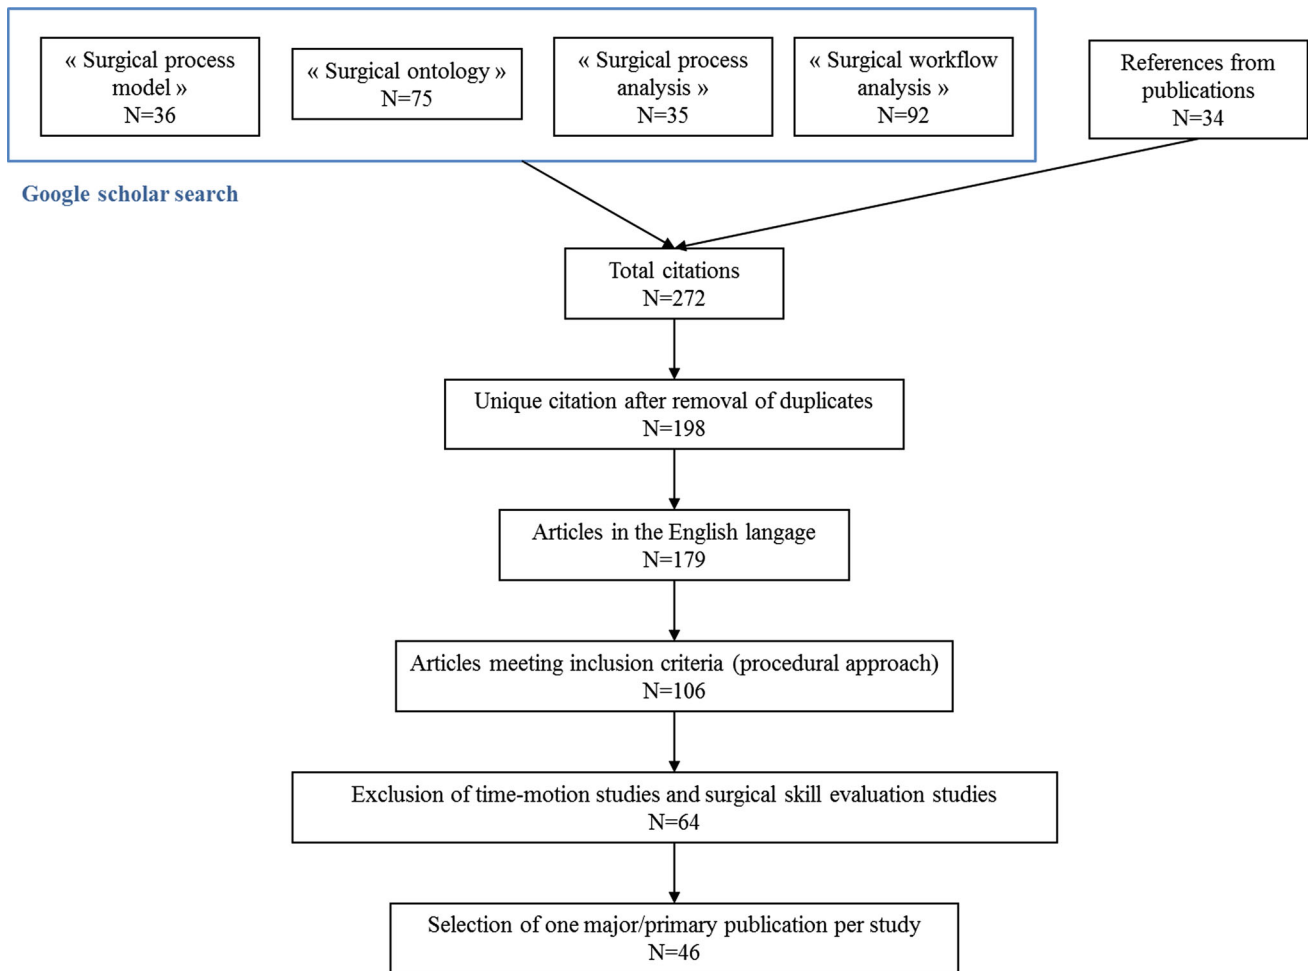 « Surgical process
model »
N=36
« Surgical ontology »
N=75
« Surgical process
analysis »
N=35
« Surgical workflow
analysis »
N=92
References from
publications
N=34
Google scholar search
Total citations
N=272
Unique citation after removal of duplicates
N=198
Articles in the English langage
N=179
Articles meeting inclusion criteria (procedural approach)
N=106
Exclusion of time-motion studies and surgical skill evaluation studies
N=64
Selection of one major/primary publication per study
N=46